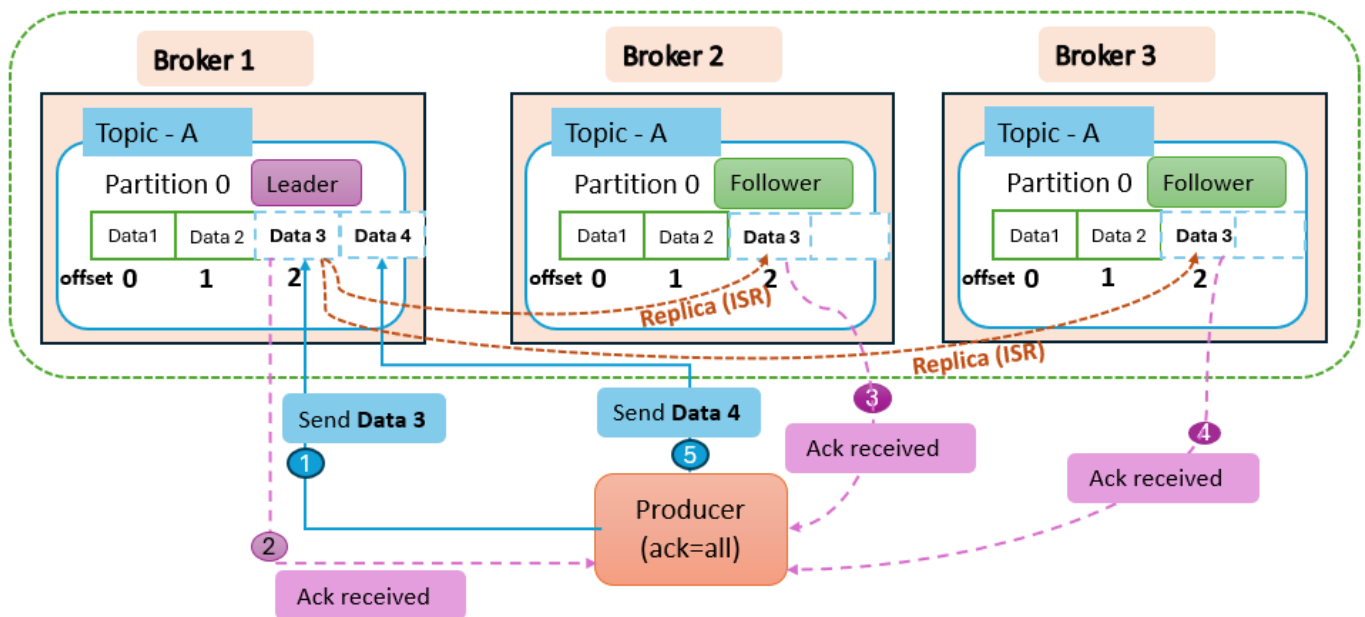 Broker 1
Broker 2
Broker 3
Topic - A
Partition 0
Leader
Data1
Data 2
Data 3
Data 4
offset 0 1 2
Topic - A
Partition 0
Follower
Data1
Data 2
Data 3
offset 0 1 2
Topic - A
Partition 0
Follower
Data1
Data 2
Data 3
offset 0 1 2
Replica (ISR)
Replica (ISR)
Send Data 3
1
Send Data 4
5
3
Ack received
4
Ack received
Producer
(ack=all)
2
Ack received